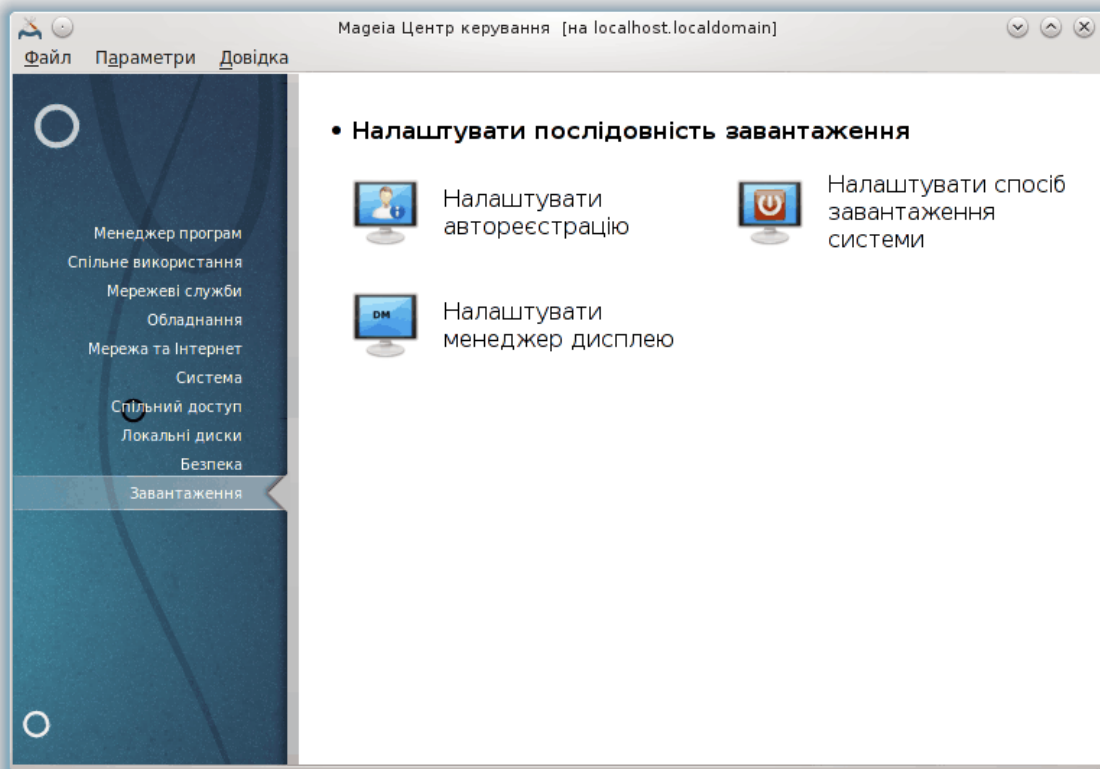 Mageia Центр керування [на localhost.localdomain]
Файл Параметри Довідка
Менеджер програм
Спільне використання
Мережеві служби
Обладнання
Мережа та Інтернет
Система
Спільний доступ
Локальні диски
Безпека
Завантаження
• Налаштувати послідовність завантаження
Налаштувати
автореєстрацію
Налаштувати спосіб
завантаження
системи
DM
Налаштувати
менеджер дисплею